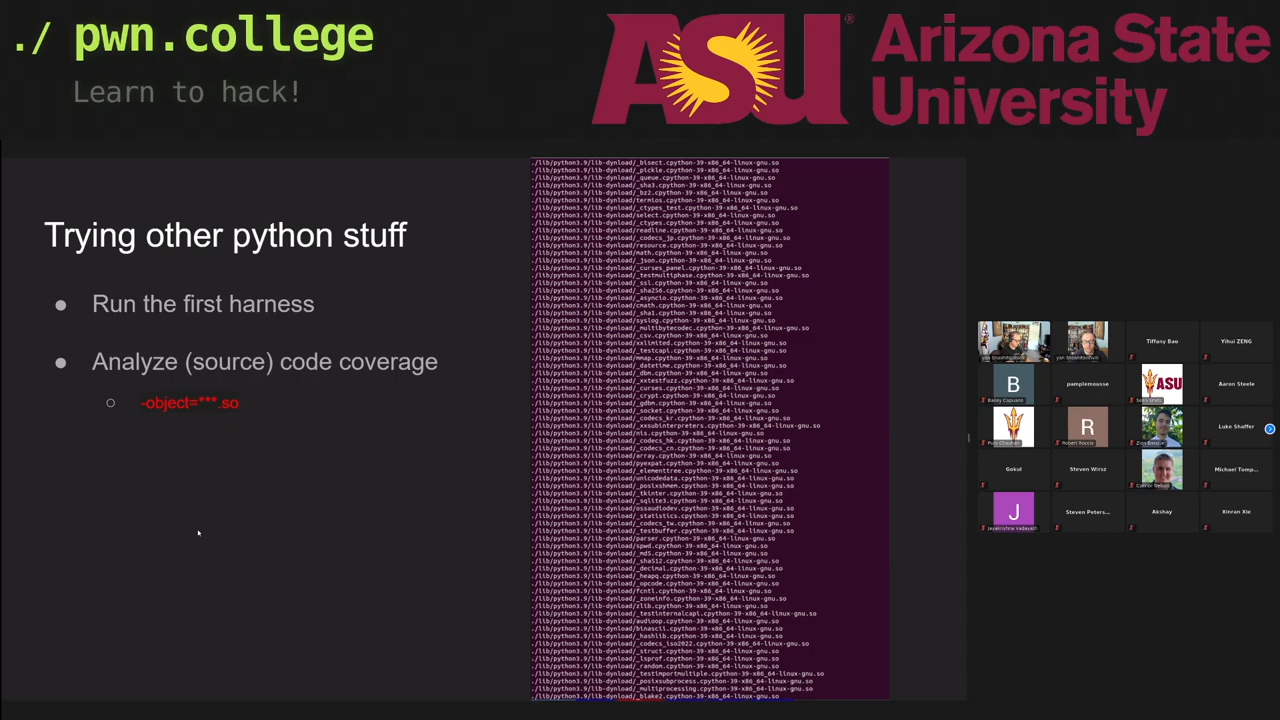 ./ pwn.college
Learn to hack!
ASU Arizona State
University®
Trying other python stuff
● Run the first harness
● Analyze (source) code coverage
○ -object=***.so
./lib/python3.9/lib-dynload/_bisect.cpython-39-x86_64-linux-gnu.so
./lib/python3.9/lib-dynload/_pickle.cpython-39-x86_64-linux-gnu.so
./lib/python3.9/lib-dynload/_queue.cpython-39-x86_64-linux-gnu.so
./lib/python3.9/lib-dynload/_sha3.cpython-39-x86_64-linux-gnu.so
./lib/python3.9/lib-dynload/_bz2.cpython-39-x86_64-linux-gnu.so
./lib/python3.9/lib-dynload/termios.cpython-39-x86_64-linux-gnu.so
./lib/python3.9/lib-dynload/_ctypes_test.cpython-39-x86_64-linux-gnu.so
./lib/python3.9/lib-dynload/select.cpython-39-x86_64-linux-gnu.so
./lib/python3.9/lib-dynload/_ctypes.cpython-39-x86_64-linux-gnu.so
./lib/python3.9/lib-dynload/readline.cpython-39-x86_64-linux-gnu.so
./lib/python3.9/lib-dynload/_codecs_jp.cpython-39-x86_64-linux-gnu.so
./lib/python3.9/lib-dynload/resource.cpython-39-x86_64-linux-gnu.so
./lib/python3.9/lib-dynload/math.cpython-39-x86_64-linux-gnu.so
./lib/python3.9/lib-dynload/_json.cpython-39-x86_64-linux-gnu.so
./lib/python3.9/lib-dynload/_curses_panel.cpython-39-x86_64-linux-gnu.so
./lib/python3.9/lib-dynload/_testmultiphase.cpython-39-x86_64-linux-gnu.so
./lib/python3.9/lib-dynload/_ssl.cpython-39-x86_64-linux-gnu.so
./lib/python3.9/lib-dynload/_sha256.cpython-39-x86_64-linux-gnu.so
./lib/python3.9/lib-dynload/_asyncio.cpython-39-x86_64-linux-gnu.so
./lib/python3.9/lib-dynload/cmath.cpython-39-x86_64-linux-gnu.so
./lib/python3.9/lib-dynload/_sha1.cpython-39-x86_64-linux-gnu.so
./lib/python3.9/lib-dynload/syslog.cpython-39-x86_64-linux-gnu.so
./lib/python3.9/lib-dynload/_multibytecodec.cpython-39-x86_64-linux-gnu.so
./lib/python3.9/lib-dynload/_csv.cpython-39-x86_64-linux-gnu.so
./lib/python3.9/lib-dynload/xxlimited.cpython-39-x86_64-linux-gnu.so
./lib/python3.9/lib-dynload/_testcapi.cpython-39-x86_64-linux-gnu.so
./lib/python3.9/lib-dynload/mmap.cpython-39-x86_64-linux-gnu.so
./lib/python3.9/lib-dynload/_datetime.cpython-39-x86_64-linux-gnu.so
./lib/python3.9/lib-dynload/_dbm.cpython-39-x86_64-linux-gnu.so
./lib/python3.9/lib-dynload/_xxtestfuzz.cpython-39-x86_64-linux-gnu.so
./lib/python3.9/lib-dynload/_curses.cpython-39-x86_64-linux-gnu.so
./lib/python3.9/lib-dynload/_crypt.cpython-39-x86_64-linux-gnu.so
./lib/python3.9/lib-dynload/_gdbm.cpython-39-x86_64-linux-gnu.so
./lib/python3.9/lib-dynload/_socket.cpython-39-x86_64-linux-gnu.so
./lib/python3.9/lib-dynload/_codecs_kr.cpython-39-x86_64-linux-gnu.so
./lib/python3.9/lib-dynload/_xxsubinterpreters.cpython-39-x86_64-linux-gnu.so
./lib/python3.9/lib-dynload/nis.cpython-39-x86_64-linux-gnu.so
./lib/python3.9/lib-dynload/_codecs_hk.cpython-39-x86_64-linux-gnu.so
./lib/python3.9/lib-dynload/_codecs_cn.cpython-39-x86_64-linux-gnu.so
./lib/python3.9/lib-dynload/array.cpython-39-x86_64-linux-gnu.so
./lib/python3.9/lib-dynload/pyexpat.cpython-39-x86_64-linux-gnu.so
./lib/python3.9/lib-dynload/_elementtree.cpython-39-x86_64-linux-gnu.so
./lib/python3.9/lib-dynload/unicodedata.cpython-39-x86_64-linux-gnu.so
./lib/python3.9/lib-dynload/_posixshmem.cpython-39-x86_64-linux-gnu.so
./lib/python3.9/lib-dynload/_tkinter.cpython-39-x86_64-linux-gnu.so
./lib/python3.9/lib-dynload/_sqlite3.cpython-39-x86_64-linux-gnu.so
./lib/python3.9/lib-dynload/ossaudiodev.cpython-39-x86_64-linux-gnu.so
./lib/python3.9/lib-dynload/_statistics.cpython-39-x86_64-linux-gnu.so
./lib/python3.9/lib-dynload/_codecs_tw.cpython-39-x86_64-linux-gnu.so
./lib/python3.9/lib-dynload/_testbuffer.cpython-39-x86_64-linux-gnu.so
./lib/python3.9/lib-dynload/parser.cpython-39-x86_64-linux-gnu.so
./lib/python3.9/lib-dynload/spwd.cpython-39-x86_64-linux-gnu.so
./lib/python3.9/lib-dynload/_md5.cpython-39-x86_64-linux-gnu.so
./lib/python3.9/lib-dynload/_sha512.cpython-39-x86_64-linux-gnu.so
./lib/python3.9/lib-dynload/_decimal.cpython-39-x86_64-linux-gnu.so
./lib/python3.9/lib-dynload/_heapq.cpython-39-x86_64-linux-gnu.so
./lib/python3.9/lib-dynload/_opcode.cpython-39-x86_64-linux-gnu.so
./lib/python3.9/lib-dynload/fcntl.cpython-39-x86_64-linux-gnu.so
./lib/python3.9/lib-dynload/_zoneinfo.cpython-39-x86_64-linux-gnu.so
./lib/python3.9/lib-dynload/zlib.cpython-39-x86_64-linux-gnu.so
./lib/python3.9/lib-dynload/_testinternalcapi.cpython-39-x86_64-linux-gnu.so
./lib/python3.9/lib-dynload/audioop.cpython-39-x86_64-linux-gnu.so
./lib/python3.9/lib-dynload/binascii.cpython-39-x86_64-linux-gnu.so
./lib/python3.9/lib-dynload/_hashlib.cpython-39-x86_64-linux-gnu.so
./lib/python3.9/lib-dynload/_codecs_iso2022.cpython-39-x86_64-linux-gnu.so
./lib/python3.9/lib-dynload/_struct.cpython-39-x86_64-linux-gnu.so
./lib/python3.9/lib-dynload/_lsprof.cpython-39-x86_64-linux-gnu.so
./lib/python3.9/lib-dynload/_random.cpython-39-x86_64-linux-gnu.so
./lib/python3.9/lib-dynload/_testimportmultiple.cpython-39-x86_64-linux-gnu.so
./lib/python3.9/lib-dynload/_posixsubprocess.cpython-39-x86_64-linux-gnu.so
./lib/python3.9/lib-dynload/_multiprocessing.cpython-39-x86_64-linux-gnu.so
./lib/python3.9/lib-dynload/_blake2.cpython-39-x86_64-linux-gnu.so
yan Shoshitaishvili yan Shoshitaishvili Tiffany Bao Yihui ZENG
B Bailey Capuano pamplemousse ASU Aaron Steele
R Robert Roccio Luke Shaffer
Gokul Steven Wirsz Connor Nelson Michael Tomp...
J Jayakrishna Vadayath Steven Peters... Akshay Xinran Xie